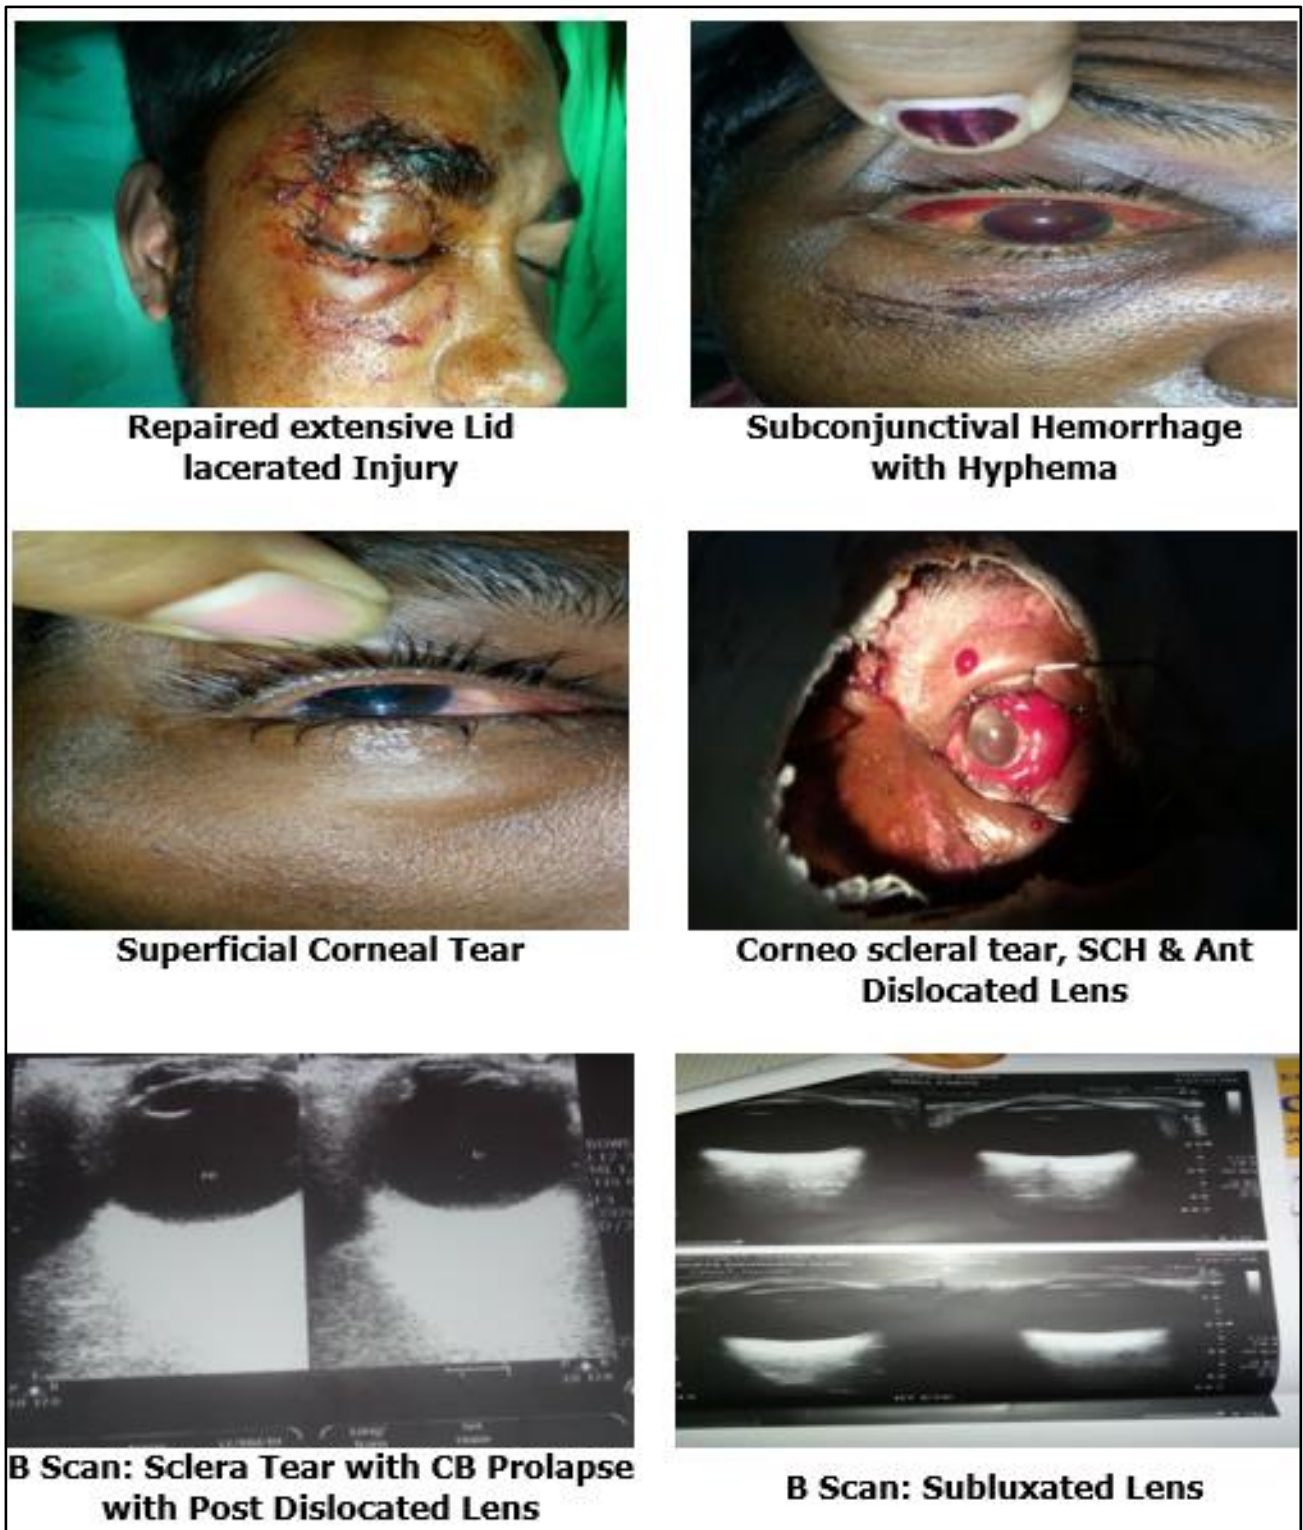 Repaired extensive Lid
lacerated Injury
Subconjunctival Hemorrhage
with Hyphema
Superficial Corneal Tear
Corneo scleral tear, SCH & Ant
Dislocated Lens
B Scan: Sclera Tear with CB Prolapse
with Post Dislocated Lens
B Scan: Subluxated Lens